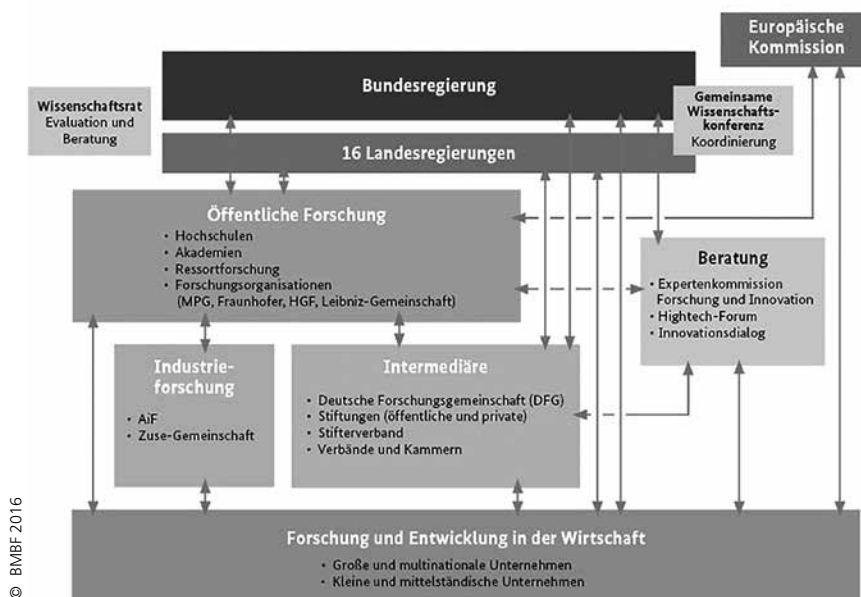 Europäische
Kommission
Bundesregierung
Wissenschaftsrat
Evaluation und
Beratung
Gemeinsame
Wissenschafts-
konferenz
Koordinierung
16 Landesregierungen
Öffentliche Forschung
• Hochschulen
• Akademien
• Ressortforschung
• Forschungsorganisationen
(MPG, Fraunhofer, HGF, Leibniz-Gemeinschaft)
Beratung
• Expertenkommission
Forschung und Innovation
• Hightech-Forum
• Innovationsdialog
Industrie-
forschung
• AiF
• Zuse-Gemeinschaft
Intermediäre
• Deutsche Forschungsgemeinschaft (DFG)
• Stiftungen (öffentliche und private)
• Stifterverband
• Verbände und Kammern
Forschung und Entwicklung in der Wirtschaft
• Große und multinationale Unternehmen
• Kleine und mittelständische Unternehmen
© BMBF 2016